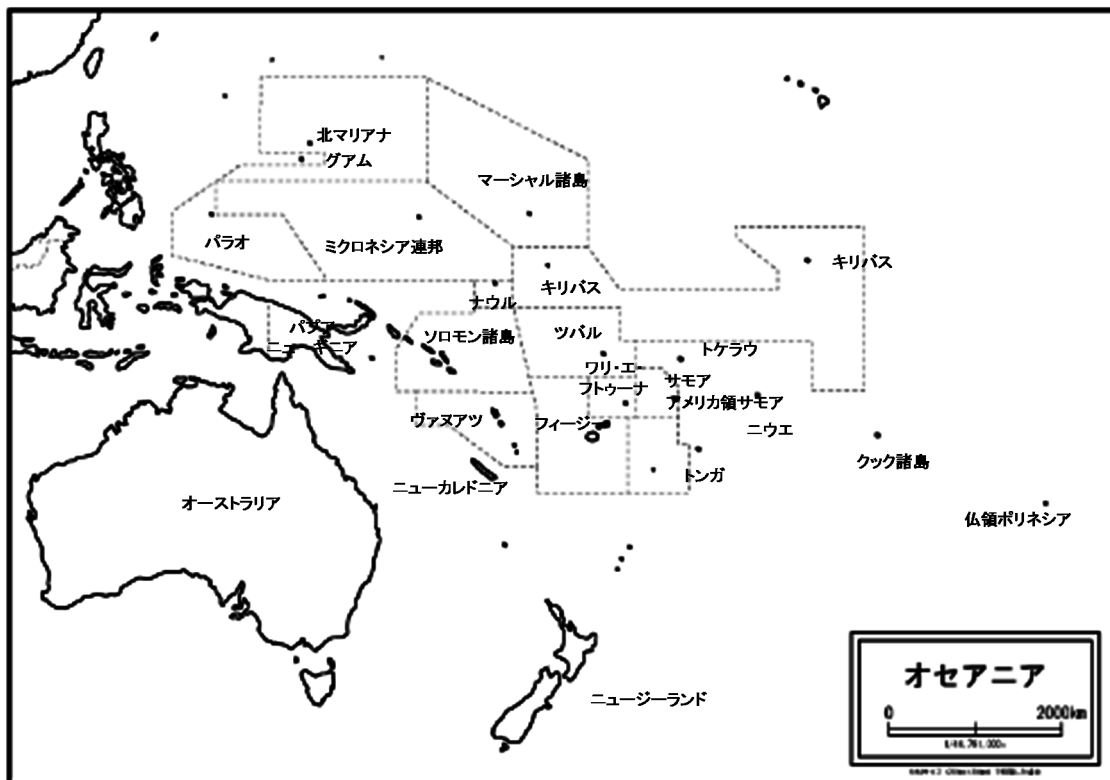 北マリアナ
グアム
マーシャル諸島
パラオ
ミクロネシア連邦
キリバス
キリバス
ナウル
パプア
ニューギニア
ソロモン諸島
ツバル
トケラウ
ワリ・エ・
フトゥーナ
サモア
アメリカ領サモア
ヴァヌアツ
フィージー
ニウエ
クック諸島
トンガ
ニューカレドニア
オーストラリア
仏領ポリネシア
ニュージーランド
オセアニア
0 2000km